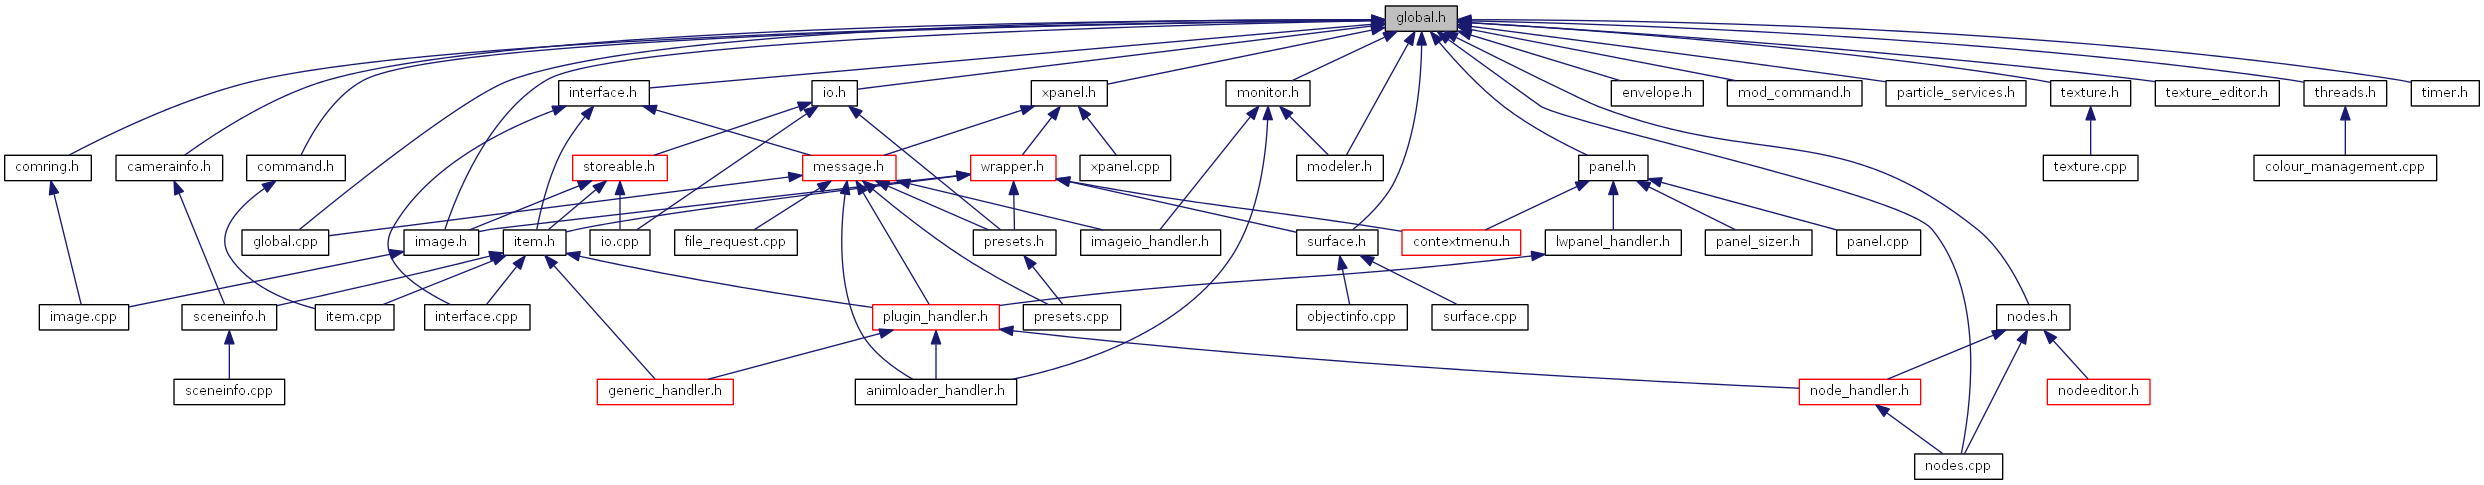 global.h
interface.h
io.h
xpanel.h
monitor.h
envelope.h
mod_command.h
particle_services.h
texture.h
texture_editor.h
threads.h
timer.h
comring.h
camerainfo.h
command.h
storeable.h
message.h
wrapper.h
xpanel.cpp
modeler.h
panel.h
texture.cpp
colour_management.cpp
global.cpp
image.h
item.h
io.cpp
file_request.cpp
presets.h
imageio_handler.h
surface.h
contextmenu.h
lwpanel_handler.h
panel_sizer.h
panel.cpp
image.cpp
sceneinfo.h
item.cpp
interface.cpp
plugin_handler.h
presets.cpp
objectinfo.cpp
surface.cpp
nodes.h
sceneinfo.cpp
generic_handler.h
animloader_handler.h
node_handler.h
nodeeditor.h
nodes.cpp